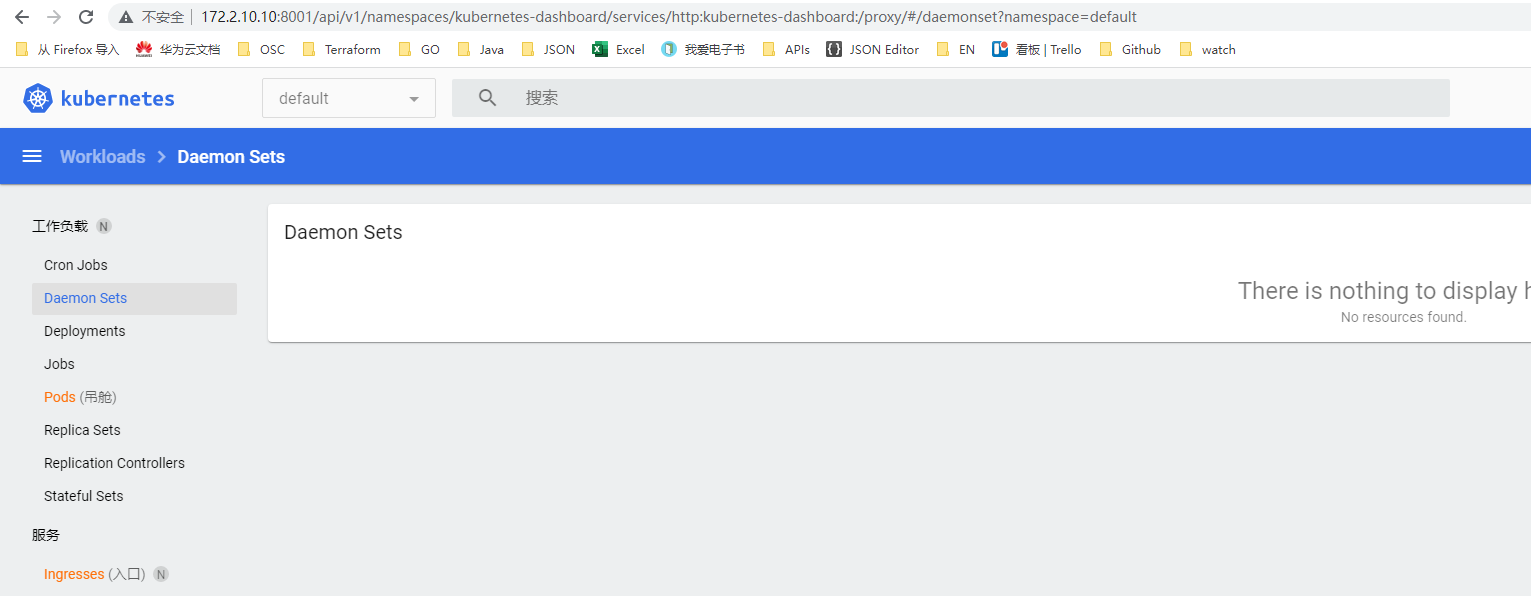 不安全 172.2.10.10:8001/api/v1/namespaces/kubernetes-dashboard/services/http:kubernetes-dashboard:/proxy/#/daemonset?namespace=default
从 Firefox 导入 华为云文档 OSC Terraform GO Java JSON Excel 我爱电子书 APIs JSON Editor EN 看板 | Trello Github watch
kubernetes default 搜索
Workloads > Daemon Sets
工作负载 N
Daemon Sets
Cron Jobs
Daemon Sets
There is nothing to display h
No resources found.
Deployments
Jobs
Pods (吊舱)
Replica Sets
Replication Controllers
Stateful Sets
服务
Ingresses (入口) N